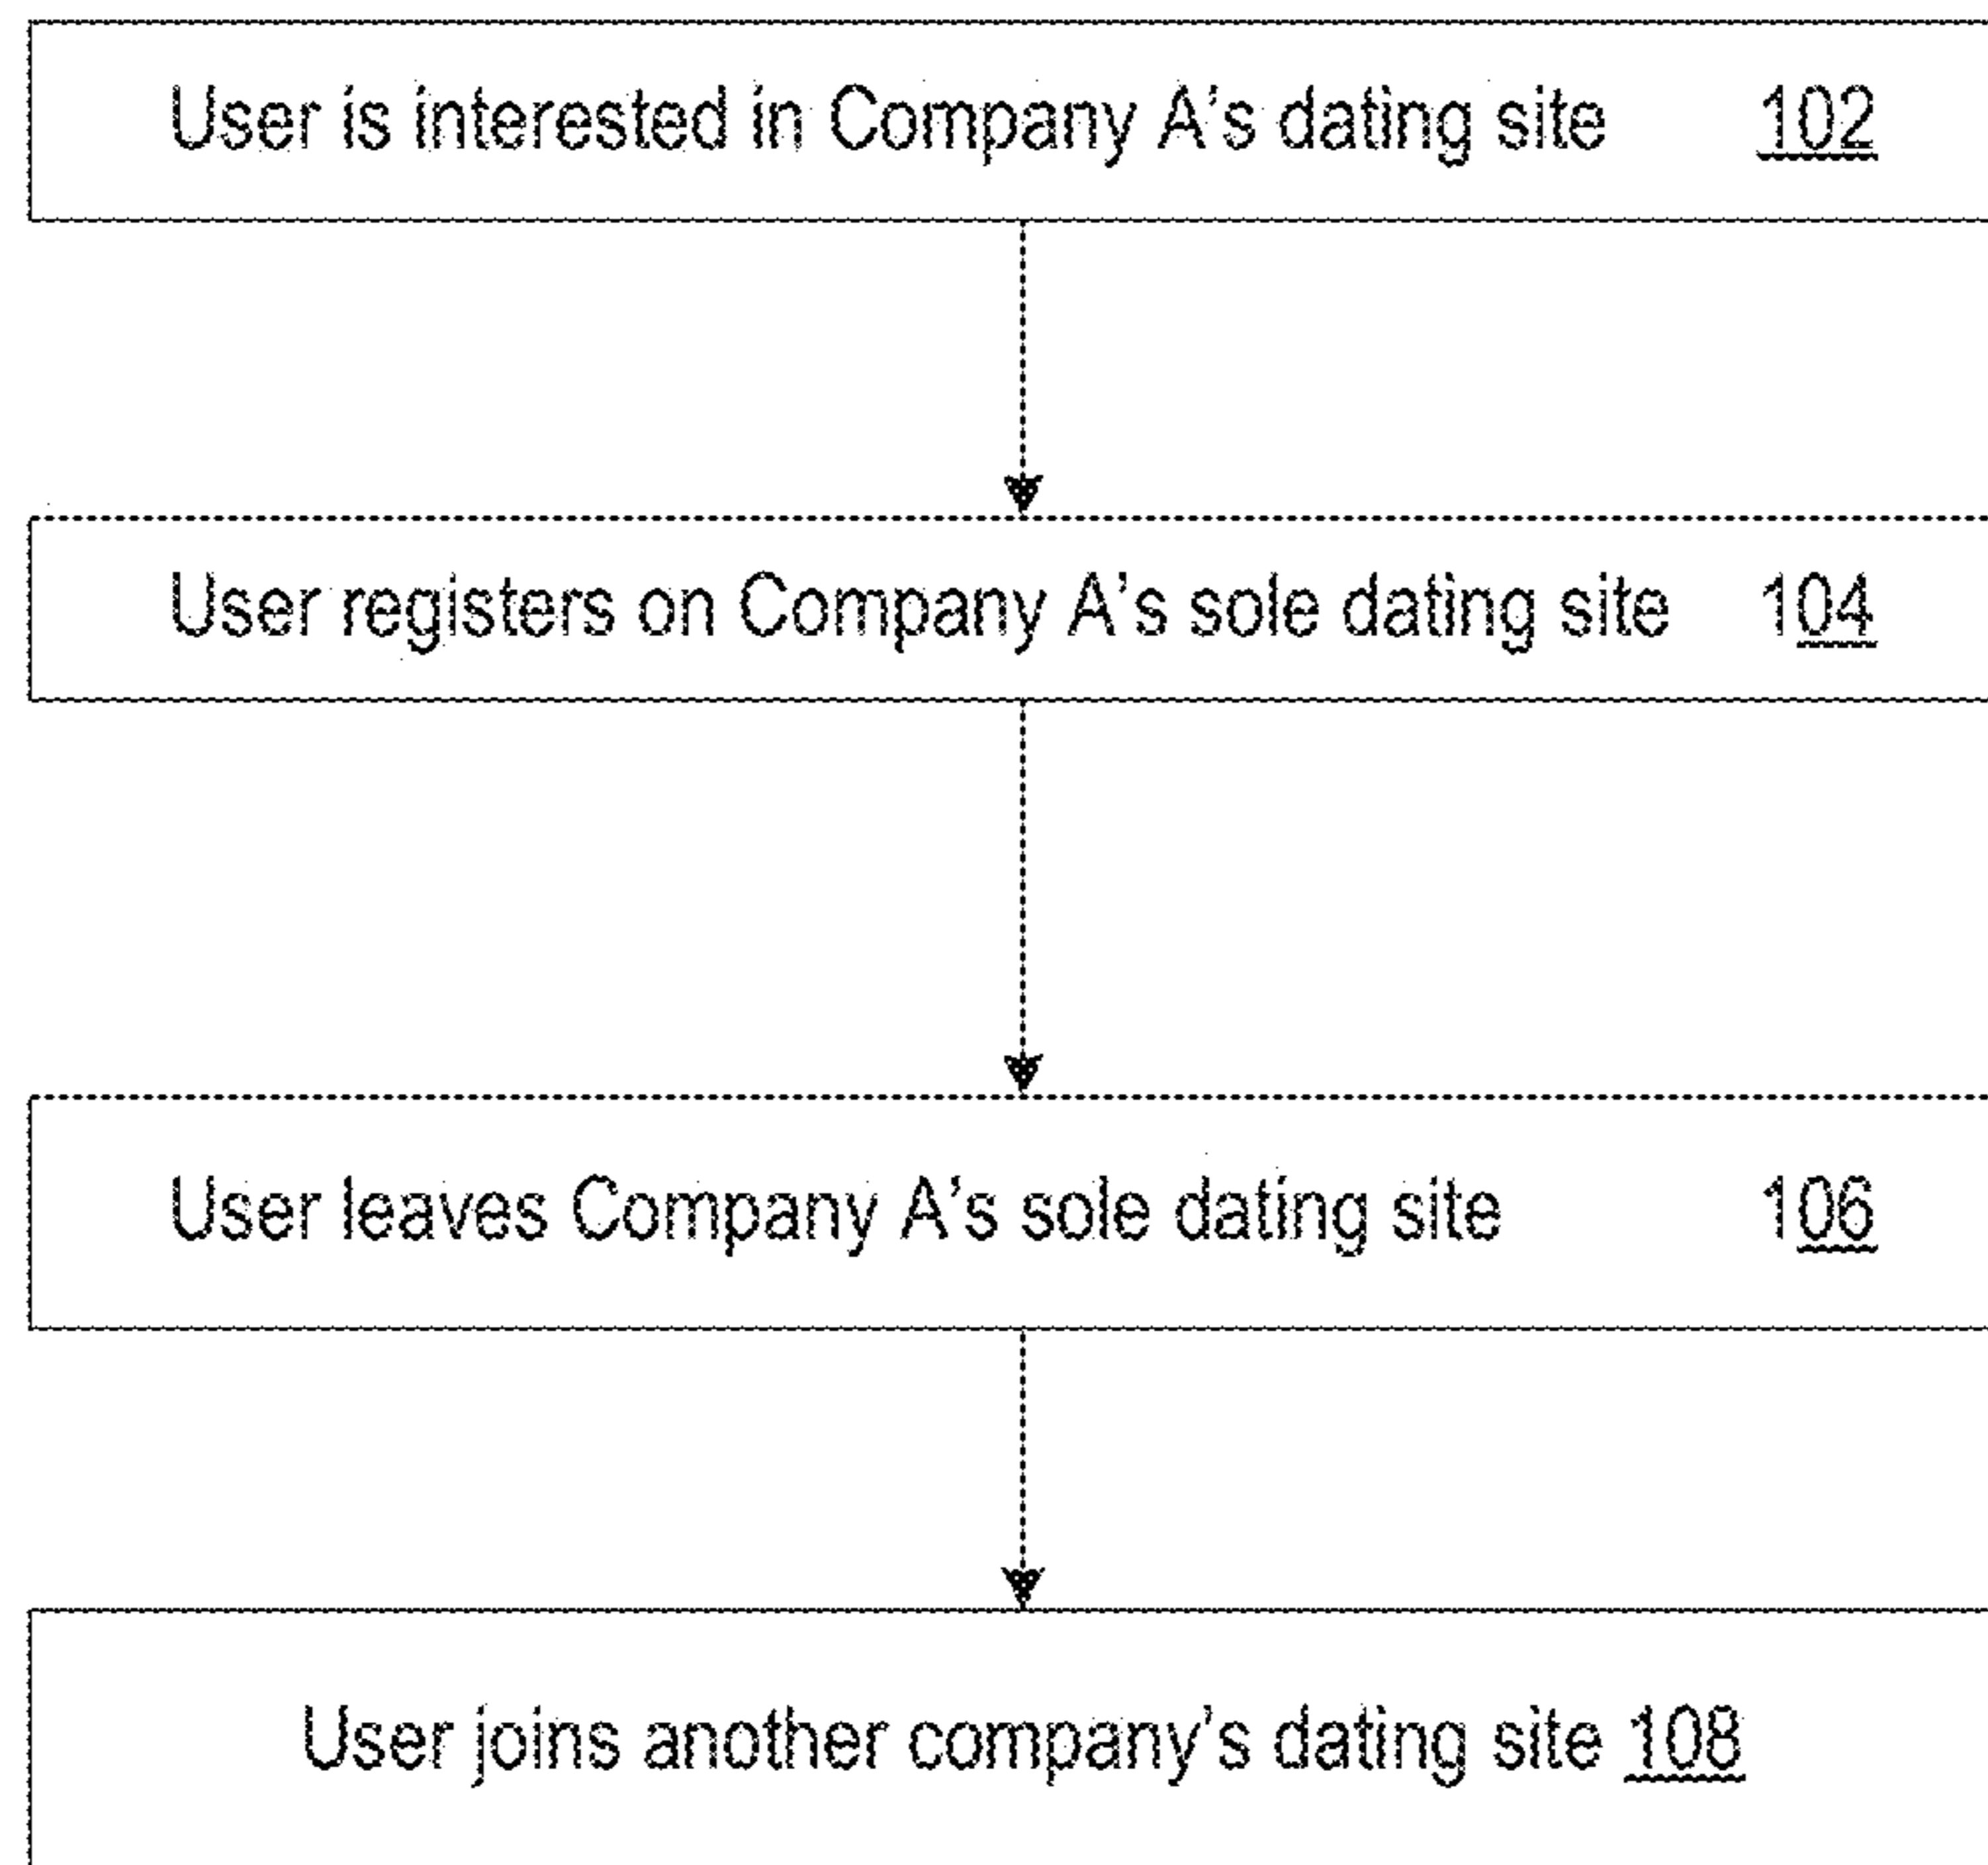 User is interested in Company A's dating site 102
User registers on Company A's sole dating site 104
User leaves Company A's sole dating site 106
User joins another company's dating site 108